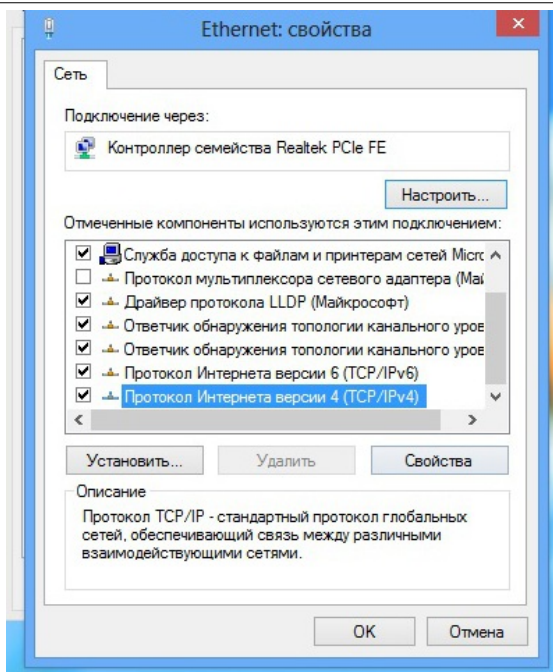 Ethernet: свойства
Сеть
Подключение через:
Контроллер семейства Realtek PCIe FE
Настроить...
Отмеченные компоненты используются этим подключением:
Служба доступа к файлам и принтерам сетей Micro
Протокол мультиплексора сетевого адаптера (Май
Драйвер протокола LLDP (Майкрософт)
Ответчик обнаружения топологии канального уров
Ответчик обнаружения топологии канального уров
Протокол Интернета версии 6 (TCP/IPv6)
Протокол Интернета версии 4 (TCP/IPv4)
Установить...
Удалить
Свойства
Описание
Протокол TCP/IP - стандартный протокол глобальных
сетей, обеспечивающий связь между различными
взаимодействующими сетями.
OK
Отмена